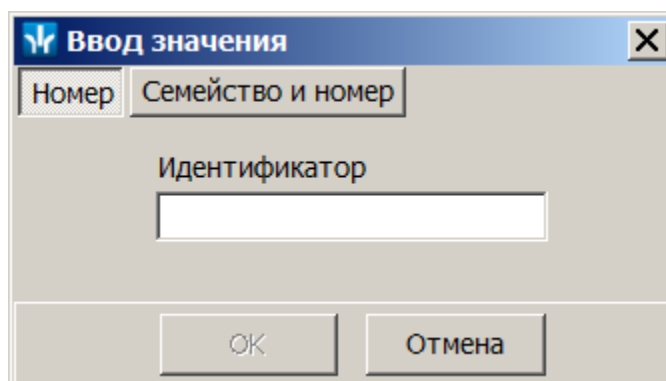 Ввод значения
Номер Семейство и номер
Идентификатор
OK Отмена